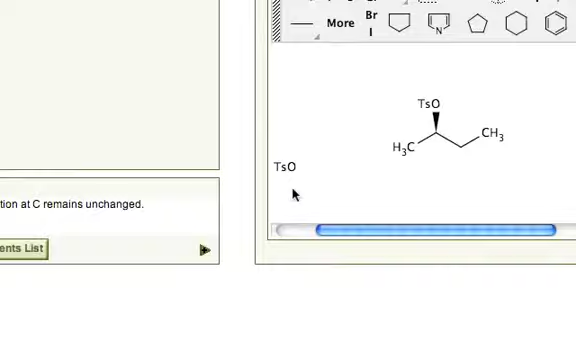 More
Br
I
N
TsO
H3C
CH3
TsO
tion at C remains unchanged.
ents List